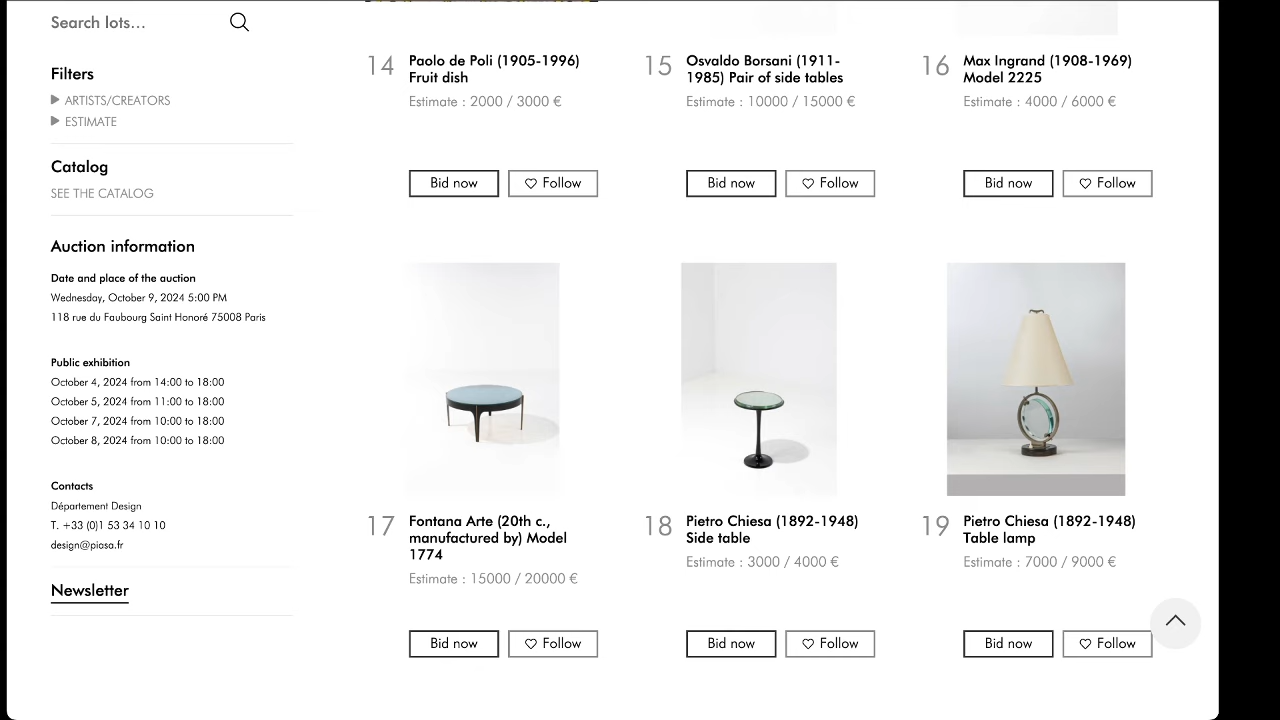 Search lots...
Filters
ARTISTS/CREATORS
ESTIMATE
Catalog
SEE THE CATALOG
Auction information
Date and place of the auction
Wednesday, October 9, 2024 5:00 PM
118 rue du Faubourg Saint Honoré 75008 Paris
Public exhibition
October 4, 2024 from 14:00 to 18:00
October 5, 2024 from 11:00 to 18:00
October 7, 2024 from 10:00 to 18:00
October 8, 2024 from 10:00 to 18:00
Contacts
Département Design
T. +33 (0)1 53 34 10 10
design@piasa.fr
Newsletter
14
Paolo de Poli (1905-1996)
Fruit dish
Estimate : 2000 / 3000 €
Bid now
Follow
15
Osvaldo Borsani (1911-
1985) Pair of side tables
Estimate : 10000 / 15000 €
Bid now
Follow
16
Max Ingrand (1908-1969)
Model 2225
Estimate : 4000 / 6000 €
Bid now
Follow
17
Fontana Arte (20th c.,
manufactured by) Model
1774
Estimate : 15000 / 20000 €
Bid now
Follow
18
Pietro Chiesa (1892-1948)
Side table
Estimate : 3000 / 4000 €
Bid now
Follow
19
Pietro Chiesa (1892-1948)
Table lamp
Estimate : 7000 / 9000 €
Bid now
Follow